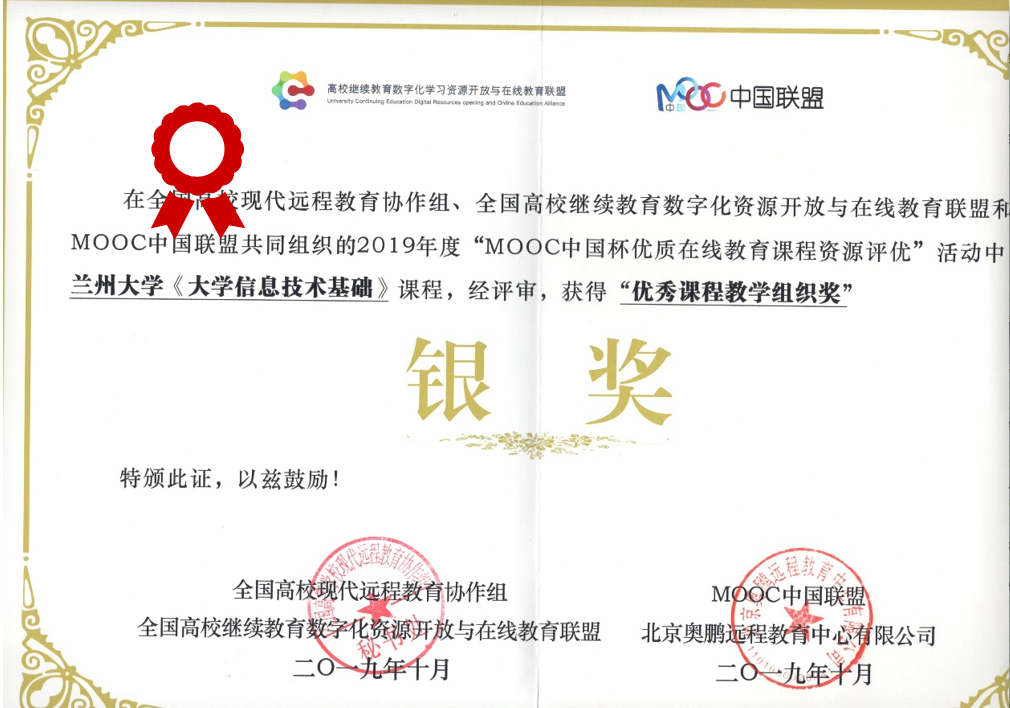 高校继续教育数字化学习资源开放与在线教育联盟
University Continuing Education Digital Resources opening and Online Education Alliance
MOOC中国联盟
中国
在全国高校现代远程教育协作组、全国高校继续教育数字化资源开放与在线教育联盟和
MOOC中国联盟共同组织的2019年度“MOOC中国杯优质在线教育课程资源评优”活动中
兰州大学《大学信息技术基础》课程，经评审，获得“优秀课程教学组织奖”
银 奖
特颁此证，以兹鼓励！
全国高校现代远程教育协作组
全国高校继续教育数字化资源开放与在线教育联盟
二〇一九年十月
秘书处
MOOC中国联盟
北京奥鹏远程教育中心有限公司
二〇一九年十月